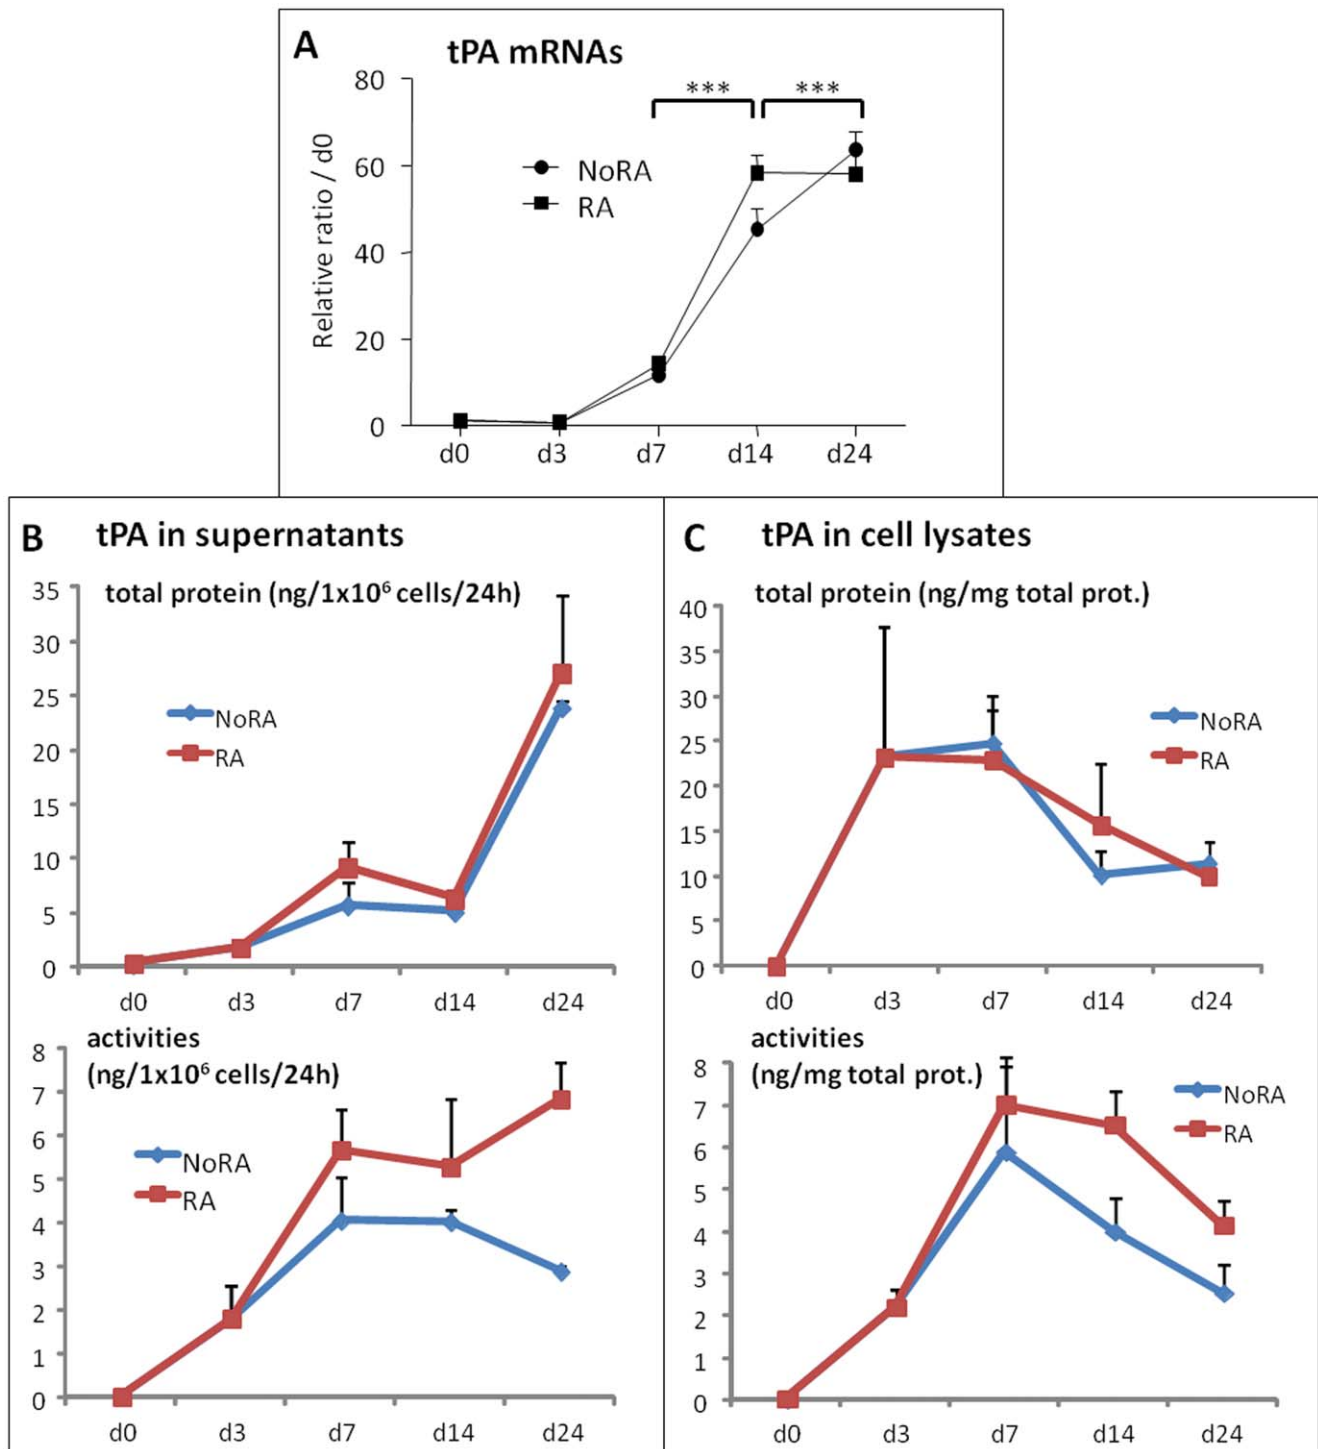 A
tPA mRNAs
Relative ratio / d0
80
60
40
20
0
*** ***
NoRA
RA
d0 d3 d7 d14 d24
B tPA in supernatants
total protein (ng/1x10⁶ cells/24h)
35
30
25
20
15
10
5
0
NoRA
RA
d0 d3 d7 d14 d24
activities
(ng/1x10⁶ cells/24h)
8
7
6
5
4
3
2
1
0
NoRA
RA
d0 d3 d7 d14 d24
C tPA in cell lysates
total protein (ng/mg total prot.)
40
35
30
25
20
15
10
5
0
NoRA
RA
d0 d3 d7 d14 d24
activities
(ng/mg total prot.)
8
7
6
5
4
3
2
1
0
NoRA
RA
d0 d3 d7 d14 d24